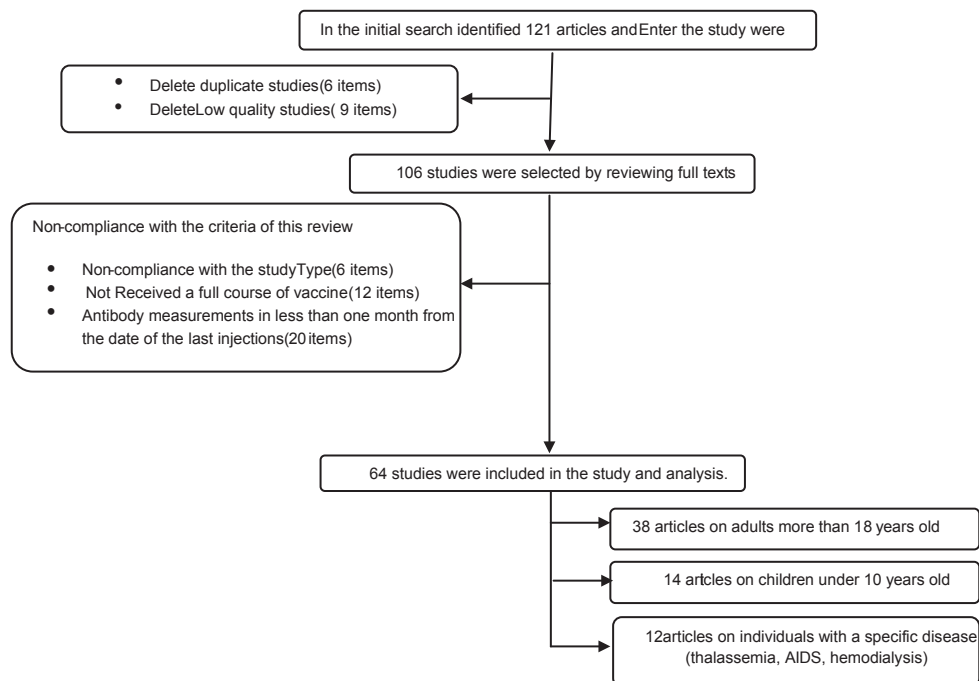 In the initial search identified 121 articles andEnter the study were
• Delete duplicate studies(6 items)
• DeleteLow quality studies( 9 items)
106 studies were selected by reviewing full texts
Non-compliance with the criteria of this review
• Non-compliance with the studyType(6 items)
• Not Received a full course of vaccine(12 items)
• Antibody measurements in less than one month from
the date of the last injections(20 items)
64 studies were included in the study and analysis.
38 articles on adults more than 18 years old
14 artcles on children under 10 years old
12articles on individuals with a specific disease
(thalassemia, AIDS, hemodialysis)